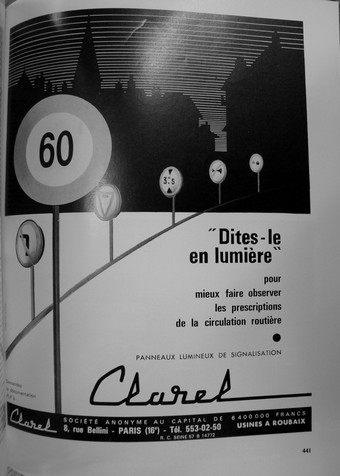 60
3.5
"Dites-le
en lumière"
pour
mieux faire observer
les prescriptions
de la circulation routière
PANNEAUX LUMINEUX DE SIGNALISATION
Clarel
Clarel
SOCIÉTÉ ANONYME AU CAPITAL DE 8 400 000 FRANCS
8, rue Bellini - PARIS (16e) - Tél. 553-02-50
USINES A ROUBAIX
R. C. SEINE 57 B 14772
441